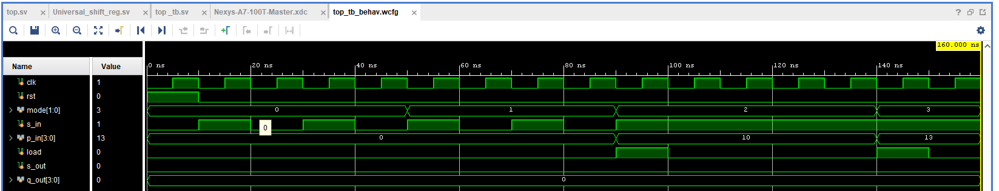 top.sv × Universal_shift_reg.sv × top _tb.sv × Nexys-A7-100T-Master.xdc × top_tb_behav.wcfg ×
160.000 ns
Name Value 0 ns 20 ns 40 ns 60 ns 80 ns 100 ns 120 ns 140 ns
clk 1
rst 0
mode[1:0] 3 0 1 2 3
s_in 1 0
p_in[3:0] 13 0 10 13
load 0
s_out 0
q_out[3:0] 0 0